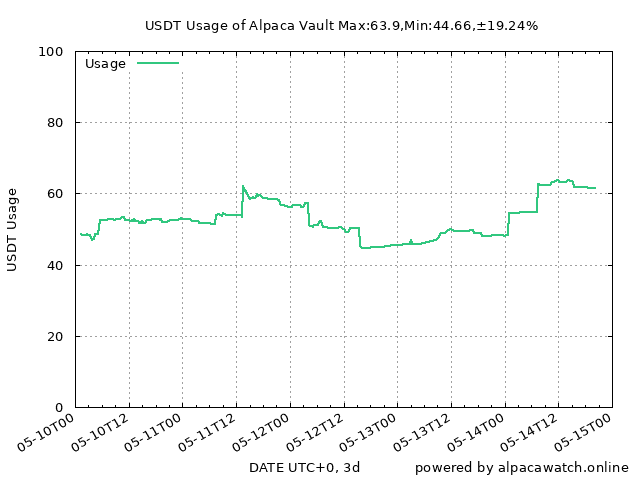 USDT Usage of Alpaca Vault Max:63.9,Min:44.66,±19.24%
100
Usage
80
60
USDT Usage
40
20
0
05-10T00 05-10T12 05-11T00 05-11T12 05-12T00 05-12T12 05-13T00 05-13T12 05-14T00 05-14T12 05-15T00
DATE UTC+0, 3d powered by alpacawatch.online